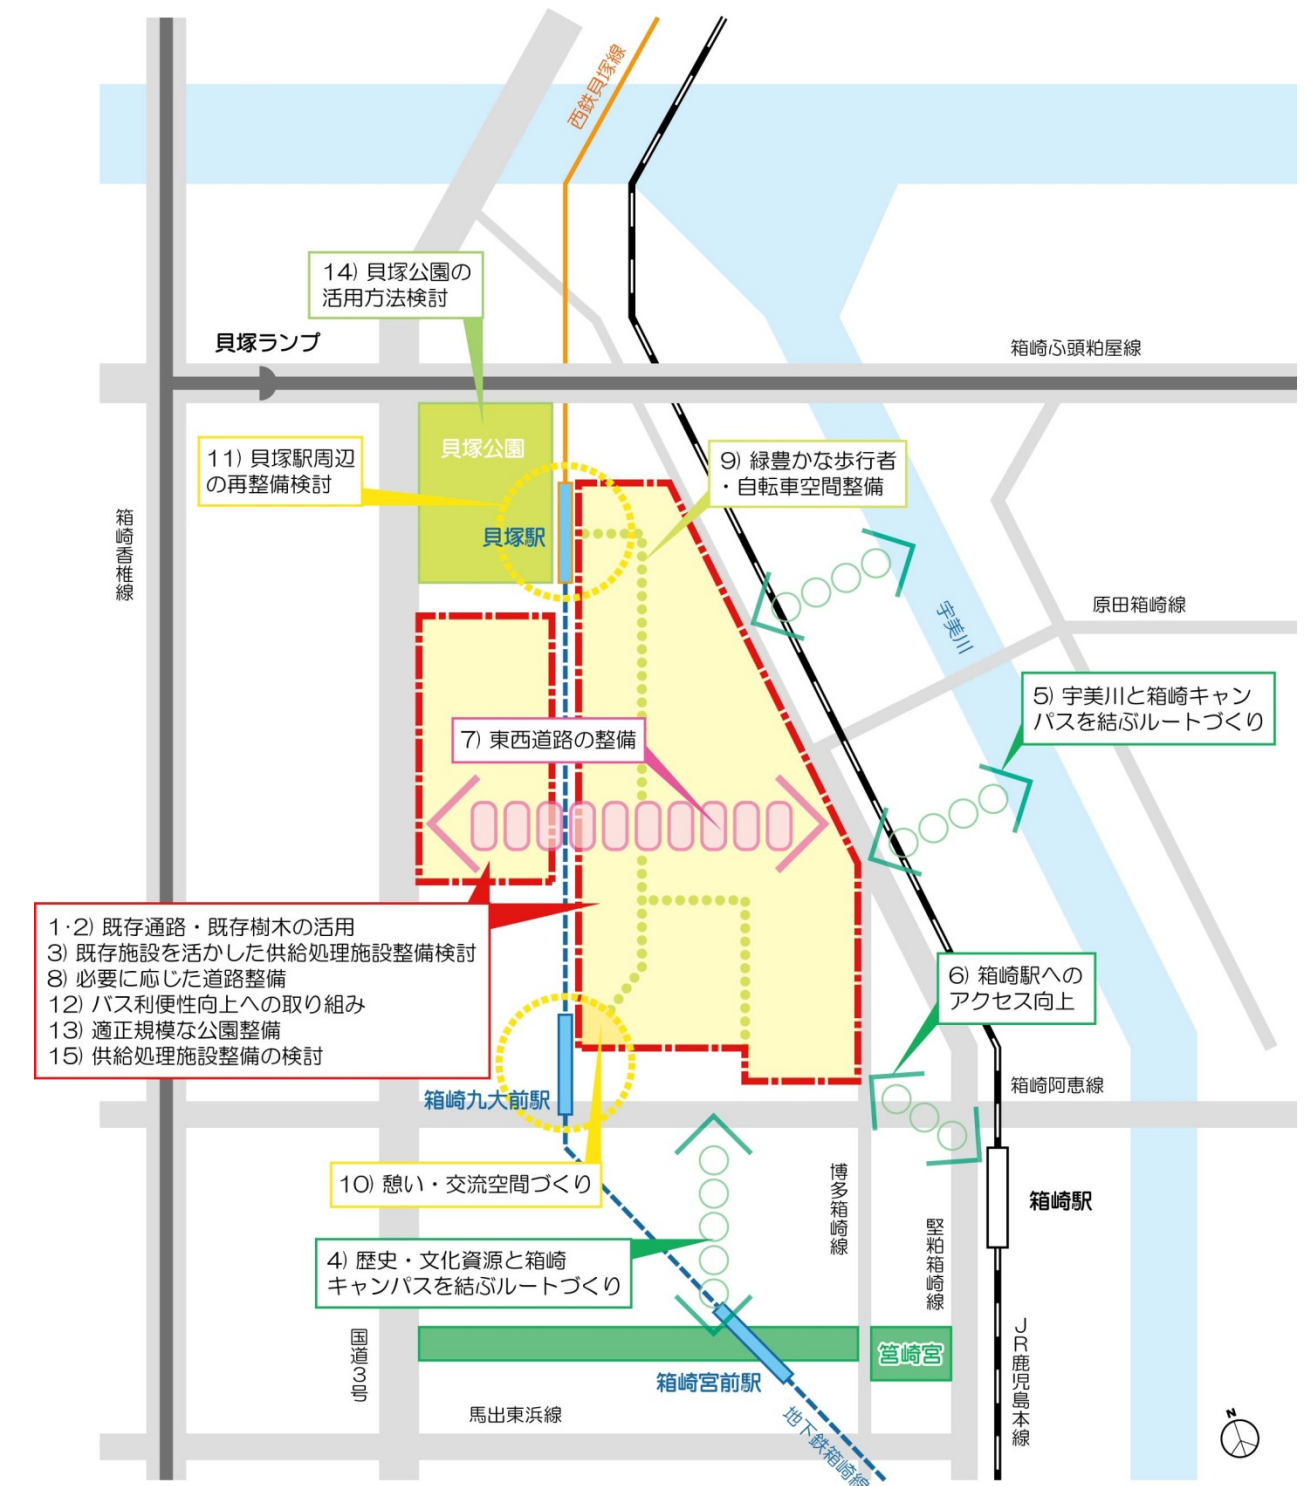 西鉄貝塚線
14) 貝塚公園の
活用方法検討
貝塚ランプ
箱崎ふ頭粕屋線
貝塚公園
11) 貝塚駅周辺
の再整備検討
9) 緑豊かな歩行者
・自転車空間整備
箱崎香椎線
貝塚駅
宇美川
原田箱崎線
5) 宇美川と箱崎キャン
パスを結ぶルートづくり
7) 東西道路の整備
1・2) 既存通路・既存樹木の活用
3) 既存施設を活かした供給処理施設整備検討
8) 必要に応じた道路整備
12) バス利便性向上への取り組み
13) 適正規模な公園整備
15) 供給処理施設整備の検討
6) 箱崎駅への
アクセス向上
箱崎九大前駅
箱崎阿恵線
10) 憩い・交流空間づくり
博多箱崎線
箱崎駅
堅粕箱崎線
4) 歴史・文化資源と箱崎
キャンパスを結ぶルートづくり
国道3号
筥崎宮
JR鹿児島本線
箱崎宮前駅
馬出東浜線
地下鉄箱崎線
N